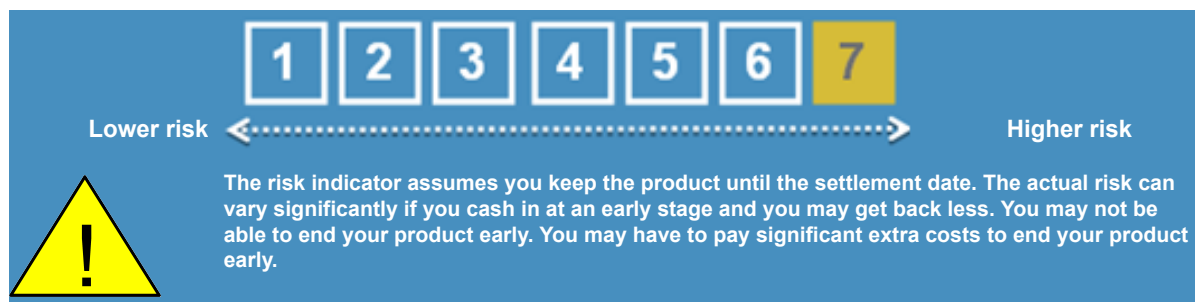 1 2 3 4 5 6 7
Lower risk Higher risk
The risk indicator assumes you keep the product until the settlement date. The actual risk can
vary significantly if you cash in at an early stage and you may get back less. You may not be
able to end your product early. You may have to pay significant extra costs to end your product
early.
!